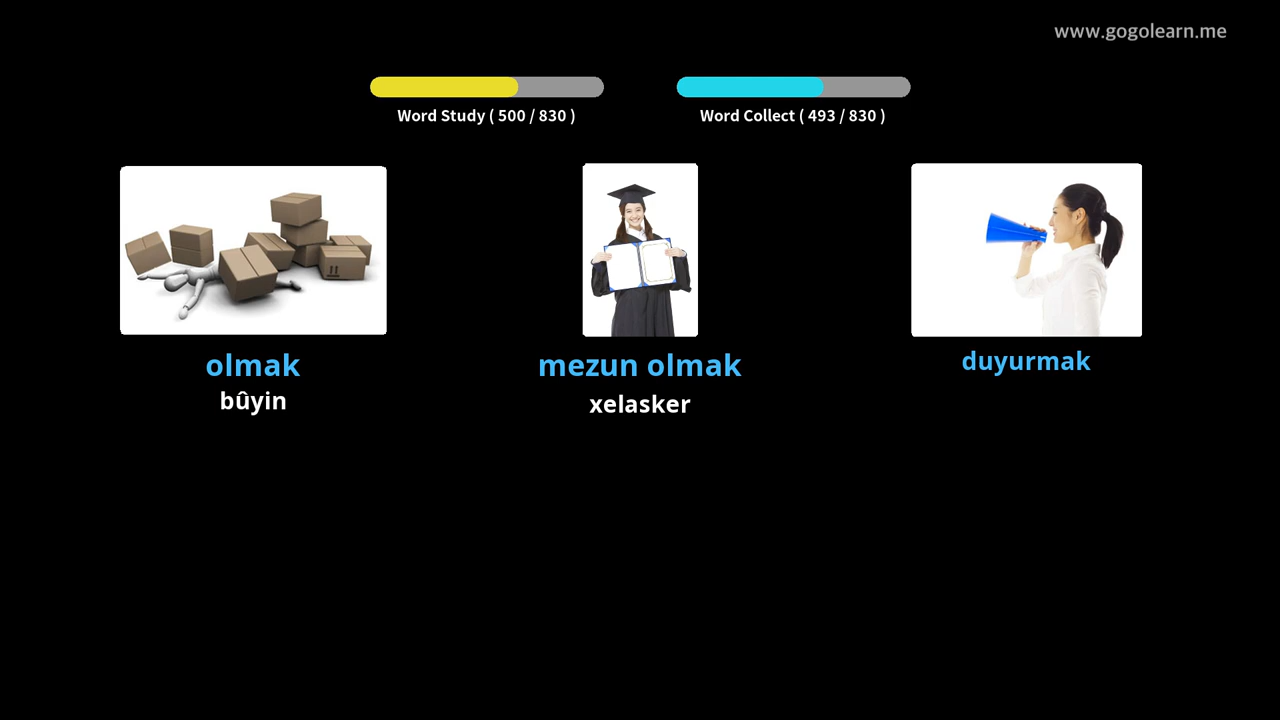 www.gogolearn.me
Word Study ( 500 / 830 )
Word Collect ( 493 / 830 )
olmak
bûyin
mezun olmak
xelasker
duyurmak